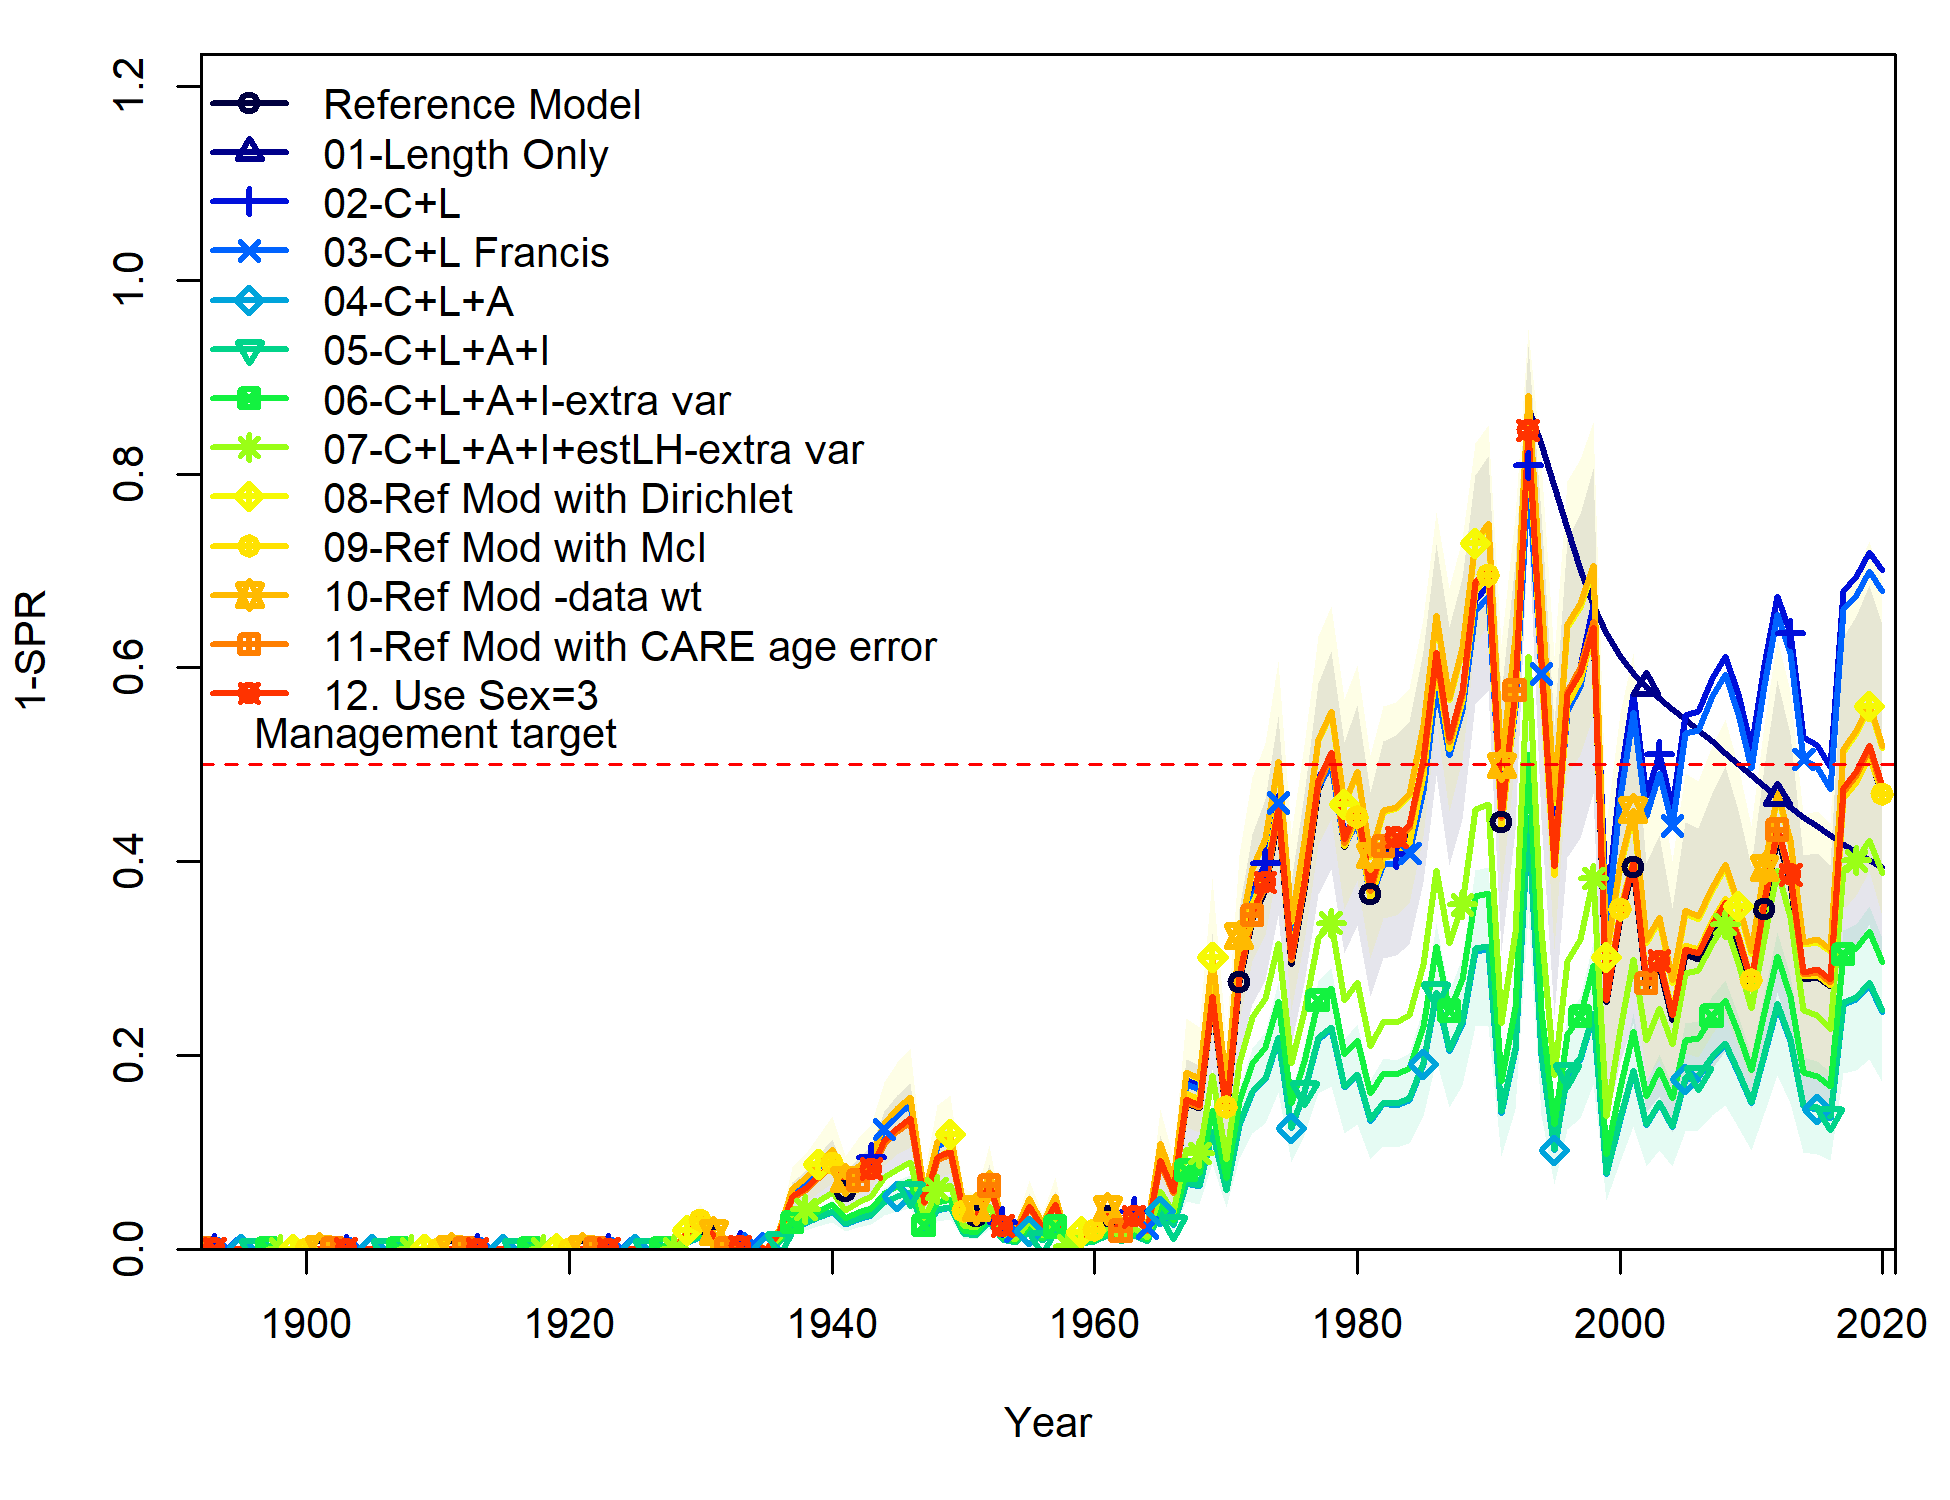 1.2
1.0
0.8
0.6
0.4
0.2
0.0
1-SPR
Reference Model
01-Length Only
02-C+L
03-C+L Francis
04-C+L+A
05-C+L+A+I
06-C+L+A+I-extra var
07-C+L+A+I+estLH-extra var
08-Ref Mod with Dirichlet
09-Ref Mod with McI
10-Ref Mod -data wt
11-Ref Mod with CARE age error
12. Use Sex=3
Management target
1900 1920 1940 1960 1980 2000 2020
Year